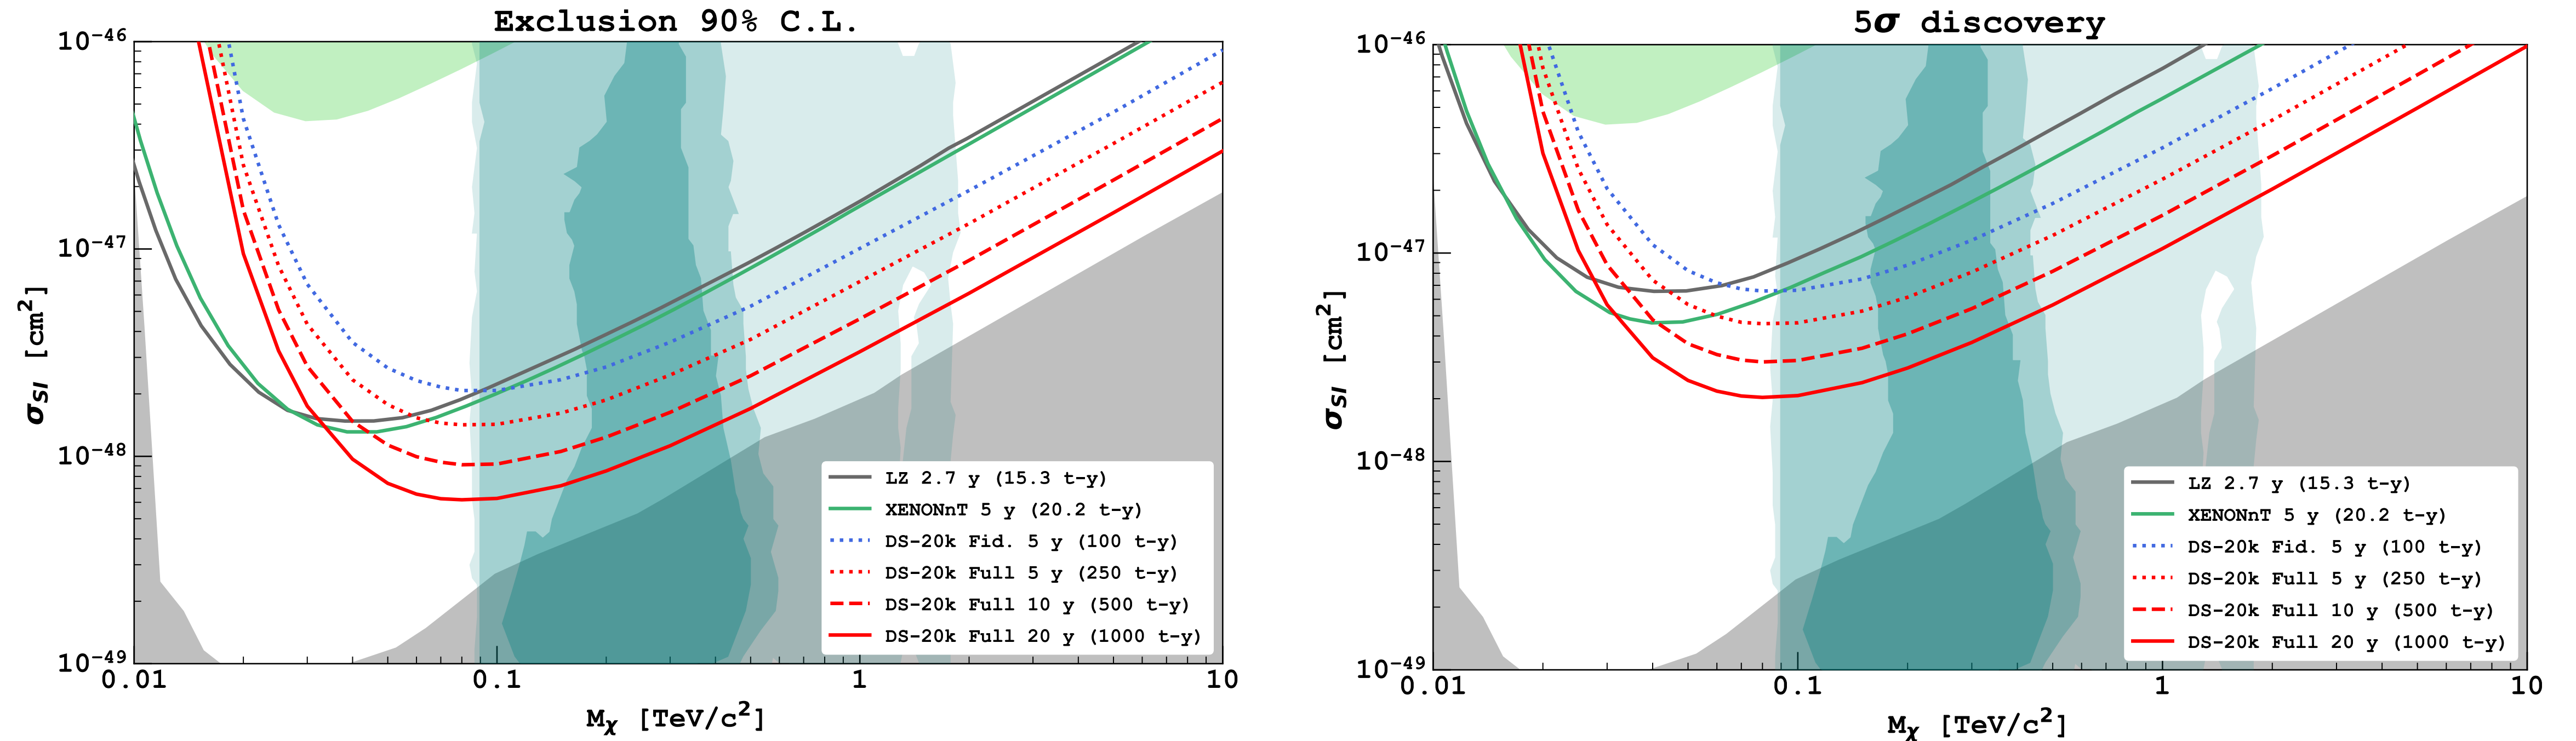 Exclusion 90% C.L.
10⁻⁴⁶
10⁻⁴⁷
10⁻⁴⁸
10⁻⁴⁹
σSI [cm²]
LZ 2.7 y (15.3 t-y)
XENONnT 5 y (20.2 t-y)
DS-20k Fid. 5 y (100 t-y)
DS-20k Full 5 y (250 t-y)
DS-20k Full 10 y (500 t-y)
DS-20k Full 20 y (1000 t-y)
0.01 0.1 1 10
Mχ [TeV/c²]
5σ discovery
10⁻⁴⁶
10⁻⁴⁷
10⁻⁴⁸
10⁻⁴⁹
σSI [cm²]
LZ 2.7 y (15.3 t-y)
XENONnT 5 y (20.2 t-y)
DS-20k Fid. 5 y (100 t-y)
DS-20k Full 5 y (250 t-y)
DS-20k Full 10 y (500 t-y)
DS-20k Full 20 y (1000 t-y)
0.01 0.1 1 10
Mχ [TeV/c²]